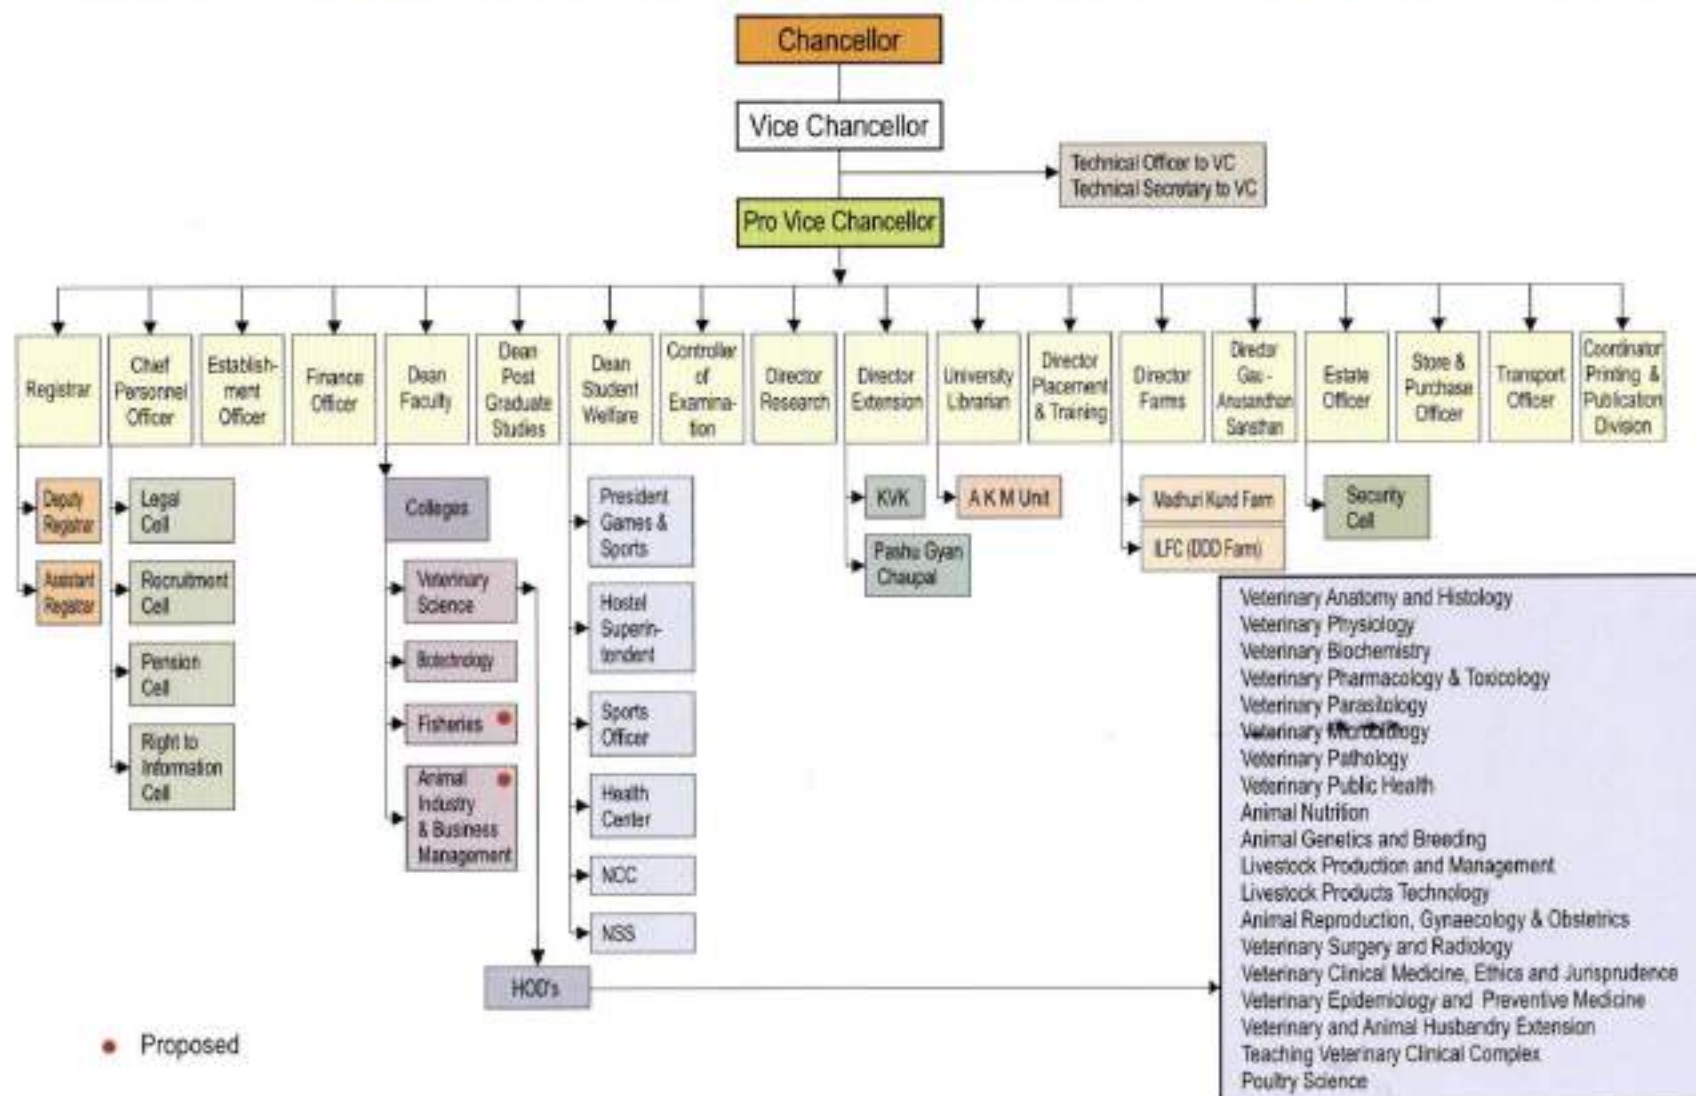 Chancellor
Vice Chancellor
Technical Officer to VC
Technical Secretary to VC
Pro Vice Chancellor
Registrar
Chief
Personnel
Officer
Establish-
ment
Officer
Finance
Officer
Dean
Faculty
Dean
Post
Graduate
Studies
Dean
Student
Welfare
Controller
of
Examina-
tion
Director
Research
Director
Extension
University
Librarian
Director
Placement
& Training
Director
Farms
Director
Gau -
Anusandhan
Sansthan
Estate
Officer
Store &
Purchase
Officer
Transport
Officer
Coordinator
Printing &
Publication
Division
Deputy
Registrar
Assistant
Registrar
Legal
Cell
Recruitment
Cell
Pension
Cell
Right to
Information
Cell
Colleges
Veterinary
Science
Biotechnology
Fisheries
Animal
Industry
& Business
Management
HOD's
President
Games &
Sports
Hostel
Superin-
tendent
Sports
Officer
Health
Center
NCC
NSS
KVK
Pashu Gyan
Chaupal
A K M Unit
Madhuri Kund Farm
ILFC (DDD Farm)
Security
Cell
Veterinary Anatomy and Histology
Veterinary Physiology
Veterinary Biochemistry
Veterinary Pharmacology & Toxicology
Veterinary Parasitology
Veterinary Microbiology
Veterinary Pathology
Veterinary Public Health
Animal Nutrition
Animal Genetics and Breeding
Livestock Production and Management
Livestock Products Technology
Animal Reproduction, Gynaecology & Obstetrics
Veterinary Surgery and Radiology
Veterinary Clinical Medicine, Ethics and Jurisprudence
Veterinary Epidemiology and Preventive Medicine
Veterinary and Animal Husbandry Extension
Teaching Veterinary Clinical Complex
Poultry Science
Proposed